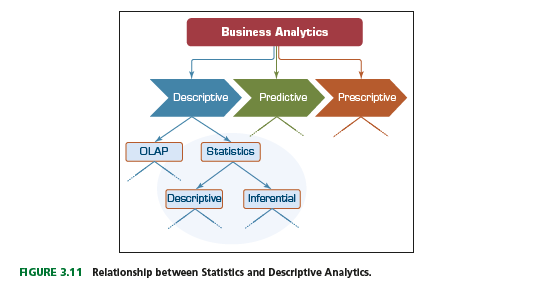 Business Analytics
Descriptive
Predictive
Prescriptive
OLAP
Statistics
Descriptive
Inferential
FIGURE 3.11 Relationship between Statistics and Descriptive Analytics.